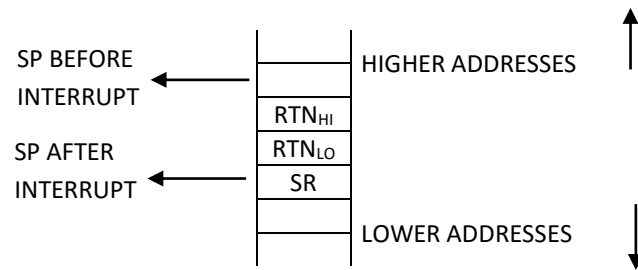 SP BEFORE
INTERRUPT
HIGHER ADDRESSES
RTNHI
RTNLO
SP AFTER
INTERRUPT
SR
LOWER ADDRESSES